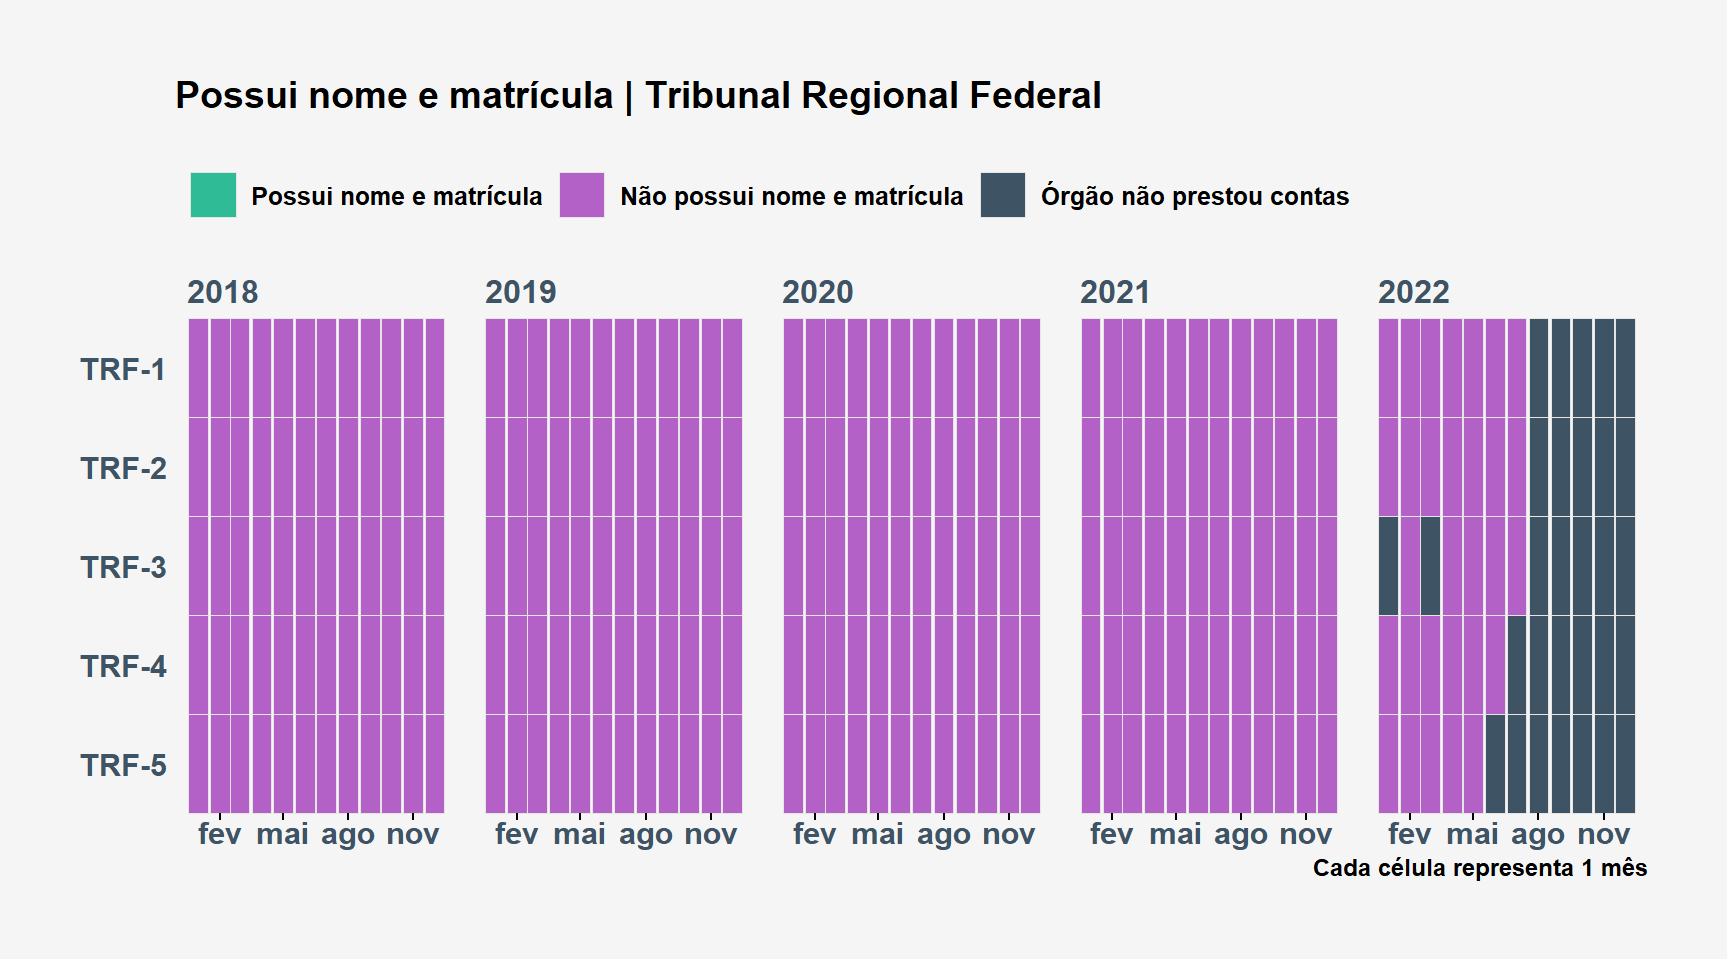 Possui nome e matrícula | Tribunal Regional Federal
Possui nome e matrícula Não possui nome e matrícula Órgão não prestou contas
2018 2019 2020 2021 2022
TRF-1
TRF-2
TRF-3
TRF-4
TRF-5
fev mai ago nov fev mai ago nov fev mai ago nov fev mai ago nov fev mai ago nov
Cada célula representa 1 mês